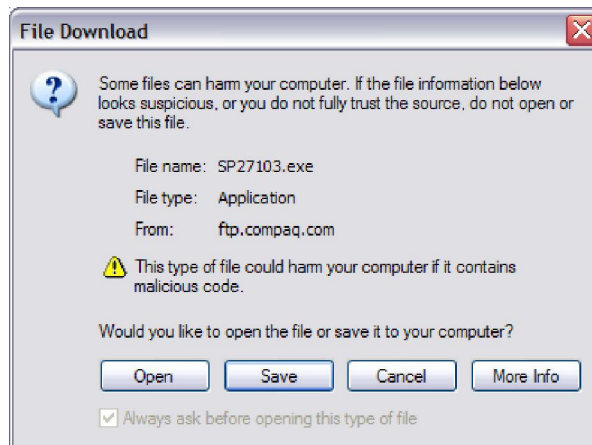 File Download
Some files can harm your computer. If the file information below
looks suspicious, or you do not fully trust the source, do not open or
save this file.
File name: SP27103.exe
File type: Application
From: ftp.compaq.com
This type of file could harm your computer if it contains
malicious code.
Would you like to open the file or save it to your computer?
Open Save Cancel More Info
Always ask before opening this type of file